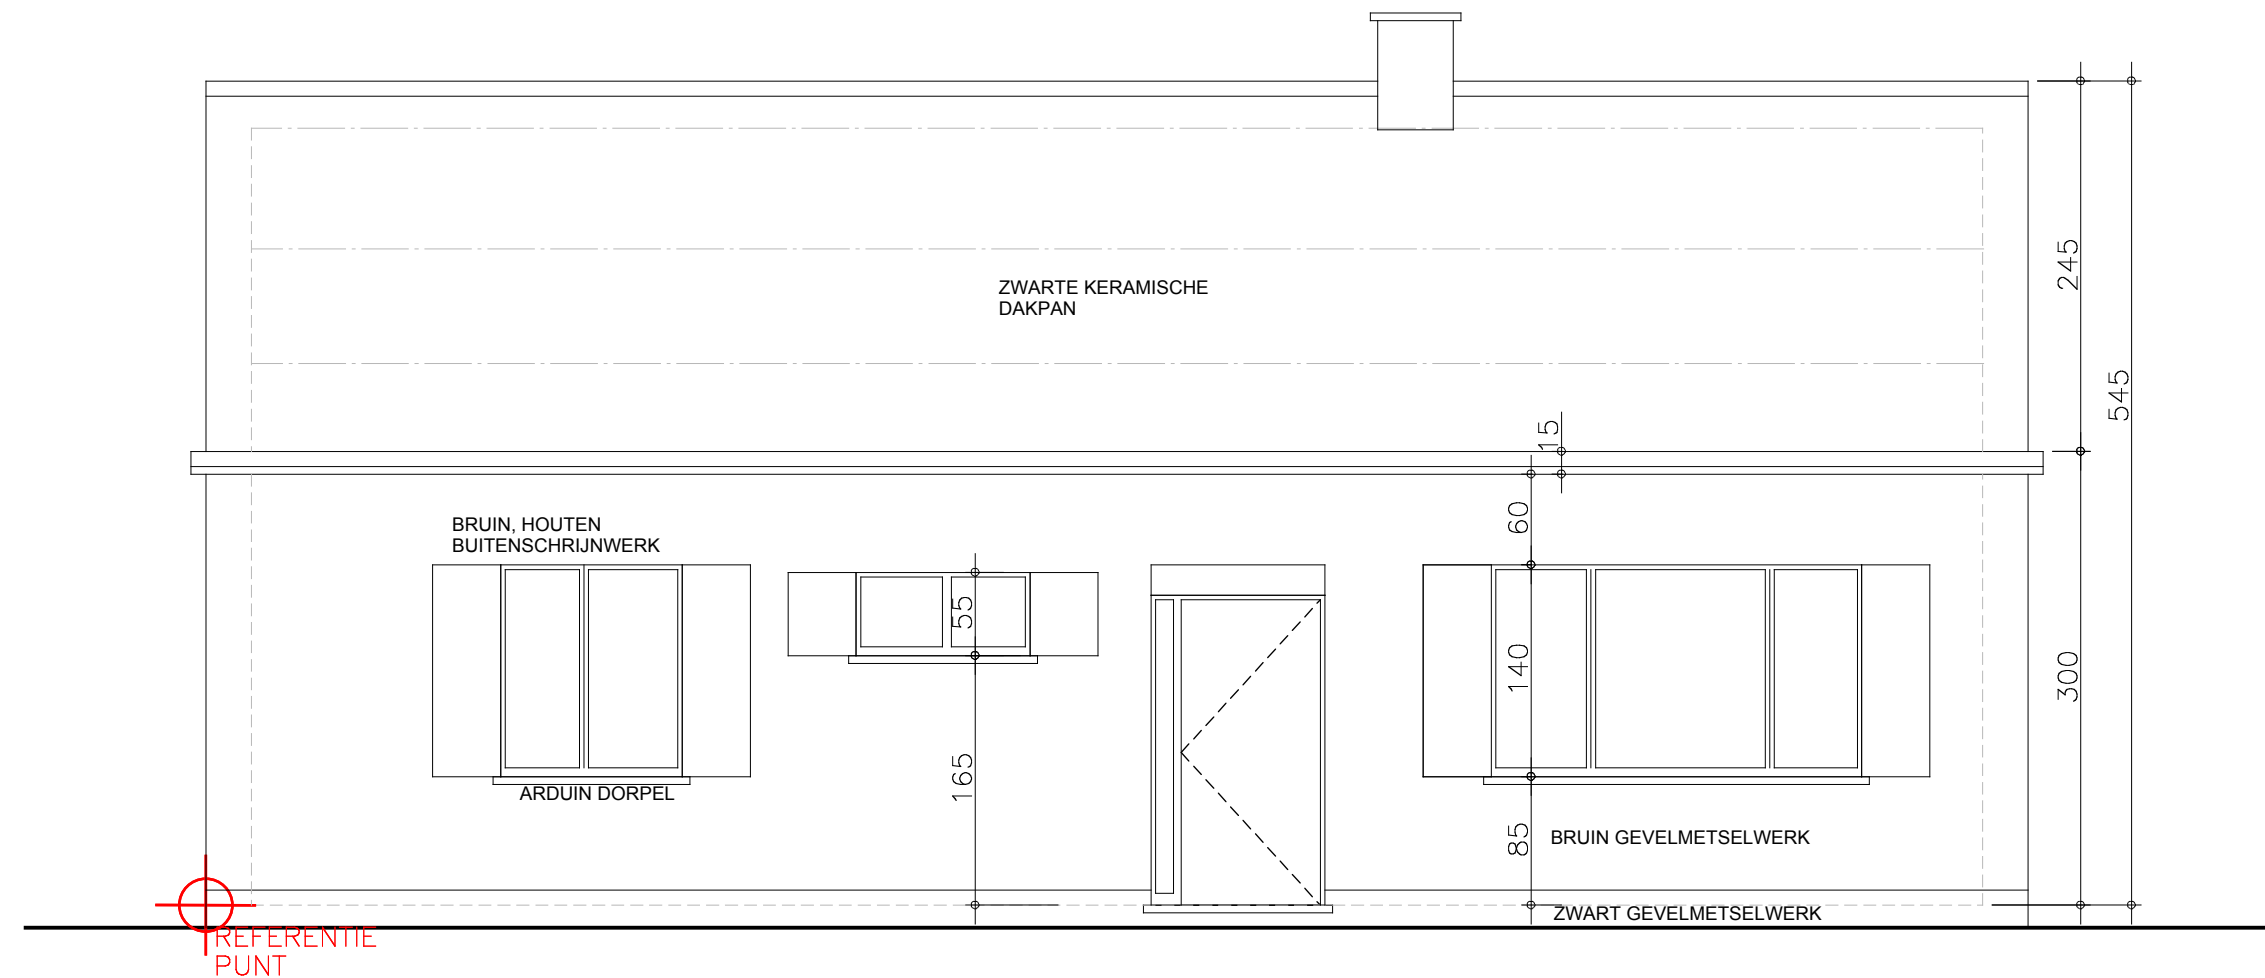 ZWARTE KERAMISCHE
DAKPAN
245
545
15
BRUIN, HOUTEN
BUITENSCHRIJNWERK
60
55
140
300
165
ARDUIN DORPEL
85
BRUIN GEVELMETSELWERK
ZWART GEVELMETSELWERK
REFERENTIE
PUNT